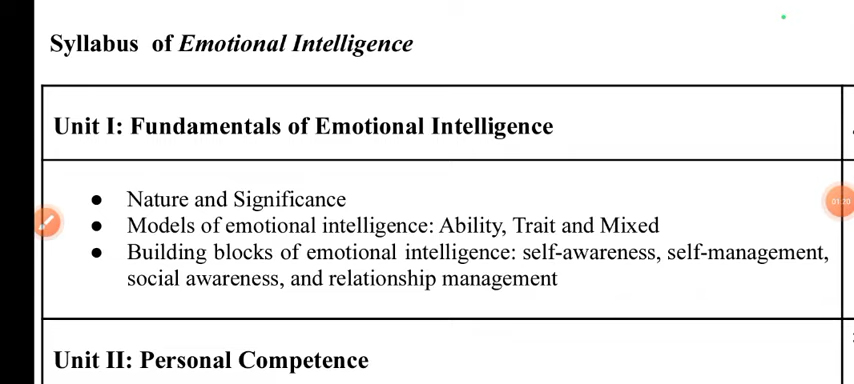 Syllabus of Emotional Intelligence
Unit I: Fundamentals of Emotional Intelligence
● Nature and Significance
● Models of emotional intelligence: Ability, Trait and Mixed
● Building blocks of emotional intelligence: self-awareness, self-management,
social awareness, and relationship management
01:20
Unit II: Personal Competence